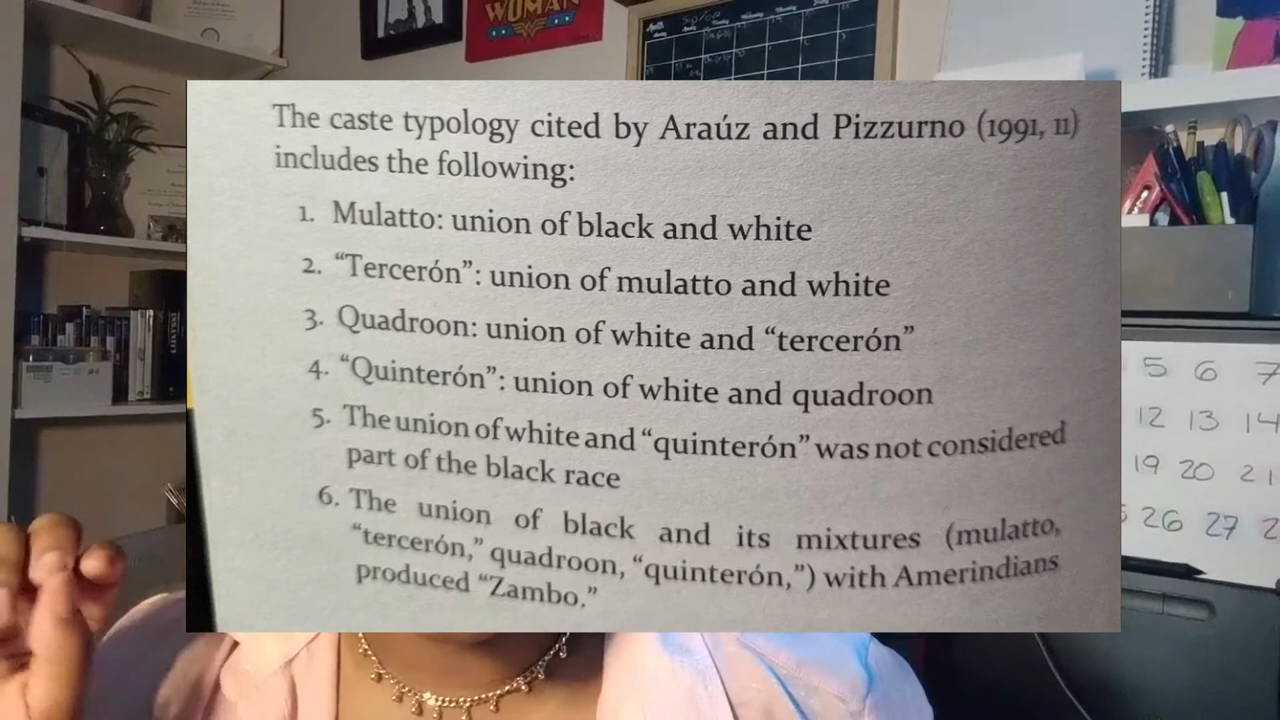 WOMAN
The caste typology cited by Araúz and Pizzurno (1991, 11)
includes the following:
1. Mulatto: union of black and white
2. “Tercerón”: union of mulatto and white
3. Quadroon: union of white and “tercerón”
4. “Quinterón”: union of white and quadroon
5. The union of white and “quinterón” was not considered
part of the black race
6. The union of black and its mixtures (mulatto,
“tercerón,” quadroon, “quinterón,”) with Amerindians
produced “Zambo.”
5 6 7
12 13 14
19 20 21
26 27